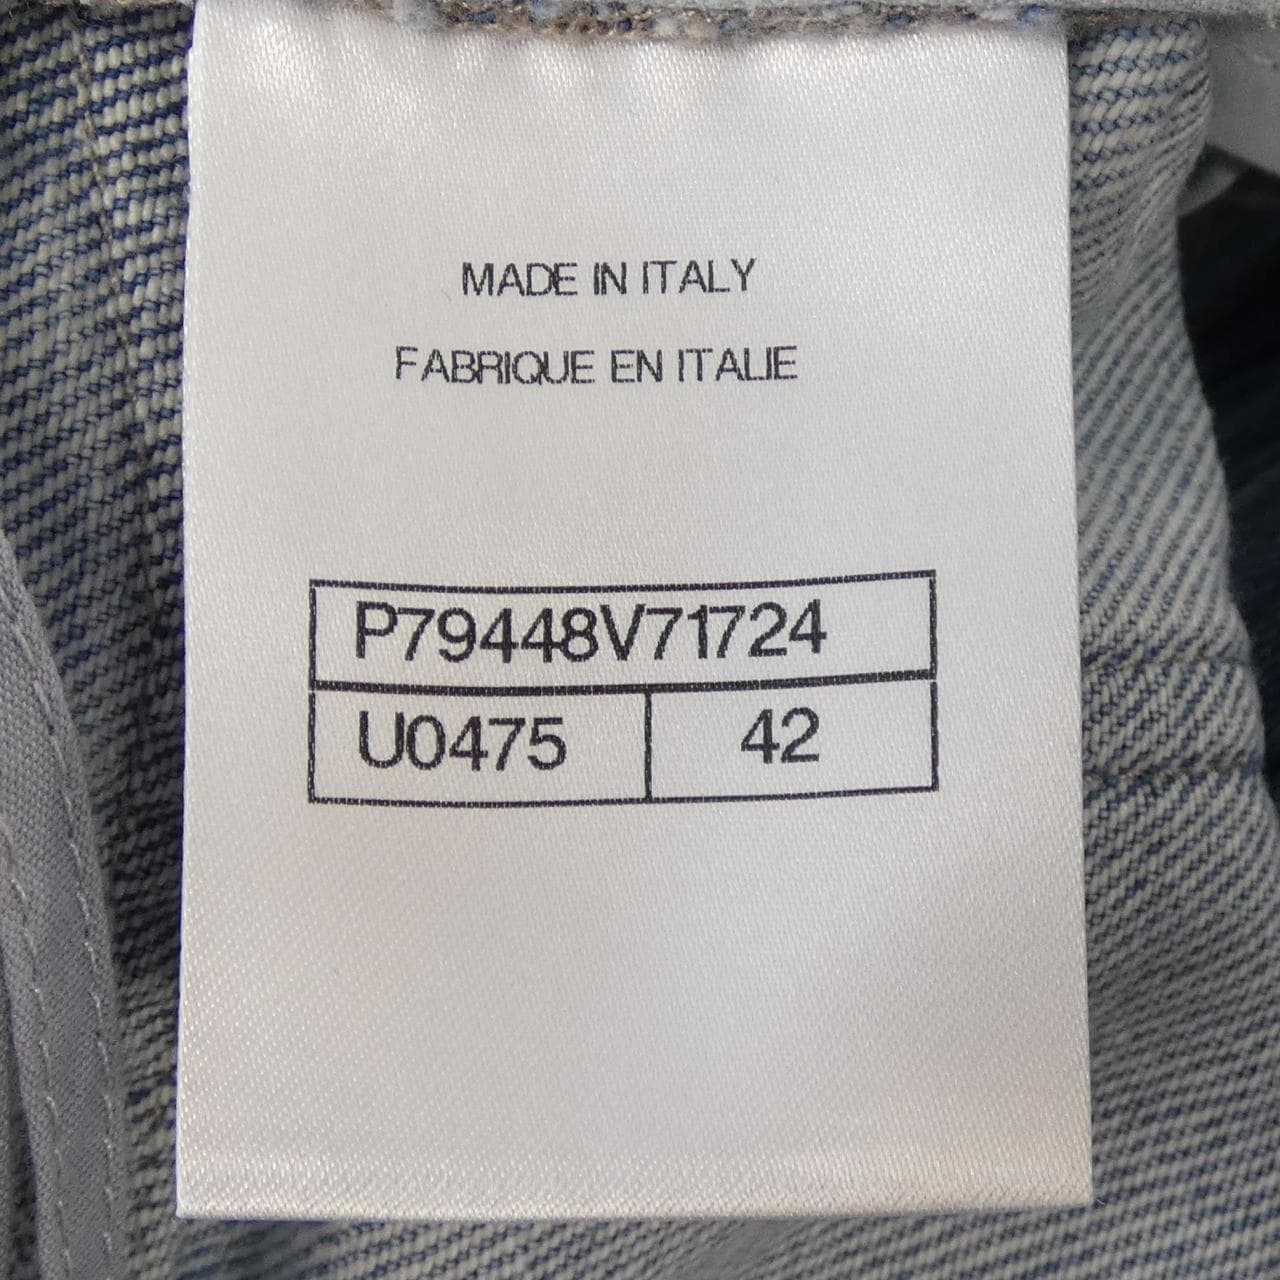 MADE IN ITALY
FABRIQUE EN ITALIE
P79448V71724
U0475 42